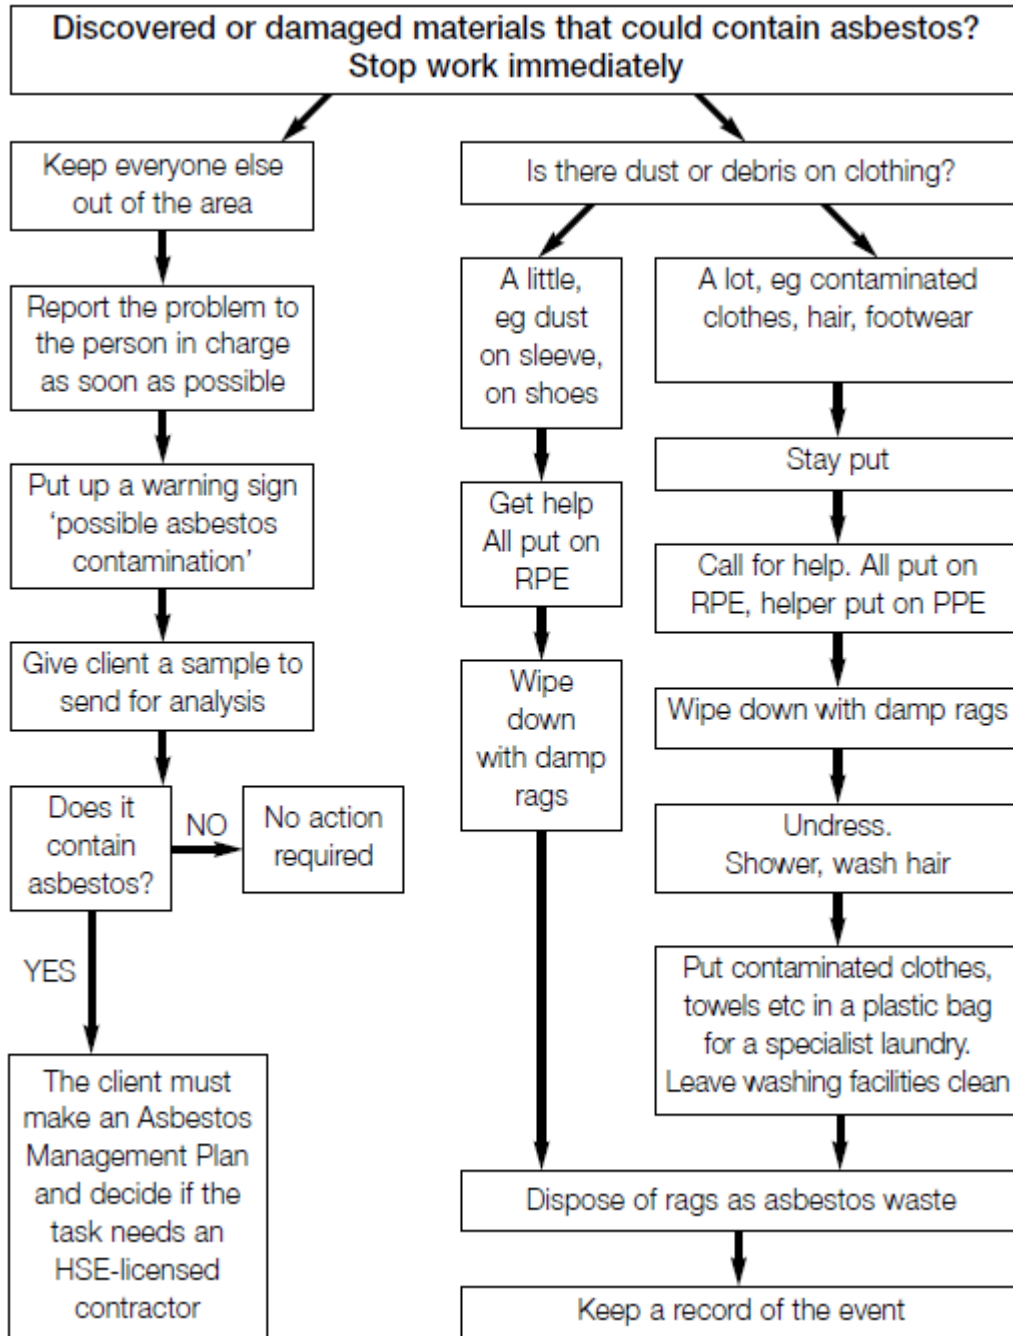 Discovered or damaged materials that could contain asbestos?
Stop work immediately
Keep everyone else
out of the area
Report the problem to
the person in charge
as soon as possible
Put up a warning sign
‘possible asbestos
contamination’
Give client a sample to
send for analysis
Does it
contain
asbestos?
NO
No action
required
YES
The client must
make an Asbestos
Management Plan
and decide if the
task needs an
HSE-licensed
contractor
Is there dust or debris on clothing?
A little,
eg dust
on sleeve,
on shoes
Get help
All put on
RPE
Wipe
down
with damp
rags
A lot, eg contaminated
clothes, hair, footwear
Stay put
Call for help. All put on
RPE, helper put on PPE
Wipe down with damp rags
Undress.
Shower, wash hair
Put contaminated clothes,
towels etc in a plastic bag
for a specialist laundry.
Leave washing facilities clean
Dispose of rags as asbestos waste
Keep a record of the event